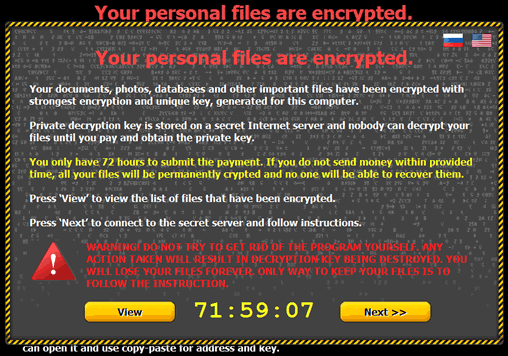 Your personal files are encrypted.
Your personal files are encrypted.
Your documents, photos, databases and other important files have been encrypted with
strongest encryption and unique key, generated for this computer.
Private decryption key is stored on a secret Internet server and nobody can decrypt your
files until you pay and obtain the private key.
You only have 72 hours to submit the payment. If you do not send money within provided
time, all your files will be permanently crypted and no one will be able to recover them.
Press 'View' to view the list of files that have been encrypted.
Press 'Next' to connect to the secret server and follow instructions.
WARNING! DO NOT TRY TO GET RID OF THE PROGRAM YOURSELF. ANY
ACTION TAKEN WILL RESULT IN DECRYPTION KEY BEING DESTROYED. YOU
WILL LOSE YOUR FILES FOREVER. ONLY WAY TO KEEP YOUR FILES IS TO
FOLLOW THE INSTRUCTION.
View
71:59:07
Next >>
can open it and use copy-paste for address and key.